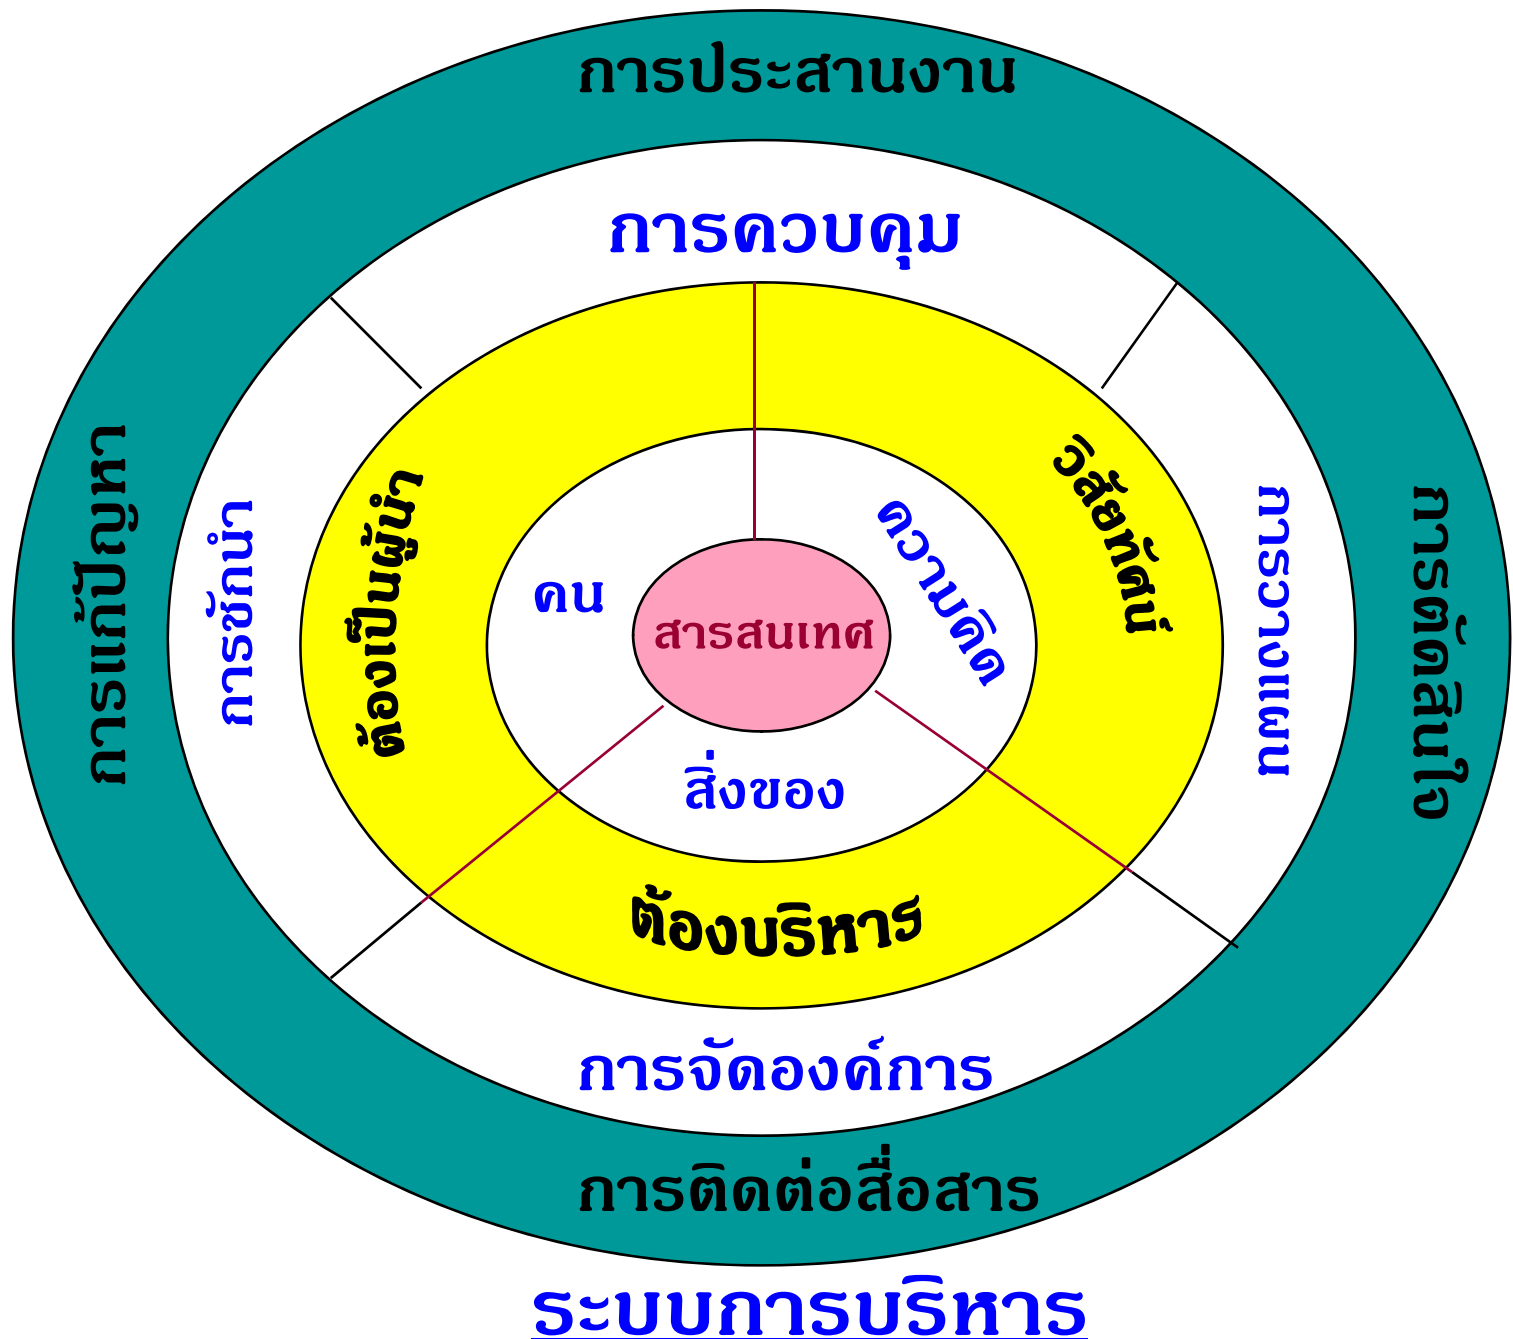 การประสานงาน
การควบคุม
การแก้ปัญหา
การชักนำ
ต้องเป็นผู้นำ
วิสัยทัศน์
การวางแผน
การตัดสินใจ
คน
ความคิด
สารสนเทศ
สิ่งของ
ต้องบริหาร
การจัดองค์การ
การติดต่อสื่อสาร
ระบบการบริหาร